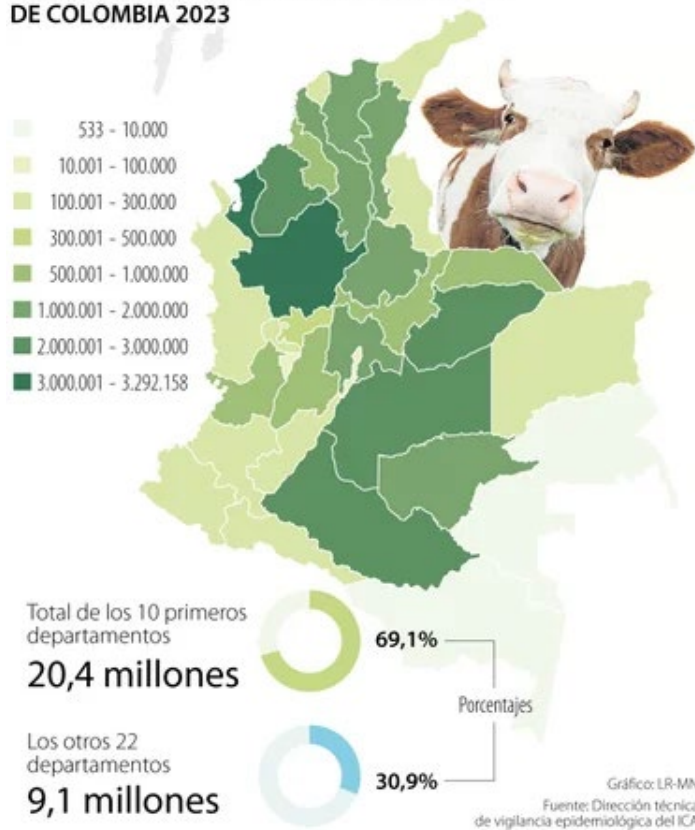 DE COLOMBIA 2023
533 - 10.000
10.001 - 100.000
100.001 - 300.000
300.001 - 500.000
500.001 - 1.000.000
1.000.001 - 2.000.000
2.000.001 - 3.000.000
3.000.001 - 3.292.158
Total de los 10 primeros
departamentos
20,4 millones
69,1%
Porcentajes
Los otros 22
departamentos
9,1 millones
30,9%
Gráfico: LR-MN
Fuente: Dirección técnica
de vigilancia epidemiológica del ICA